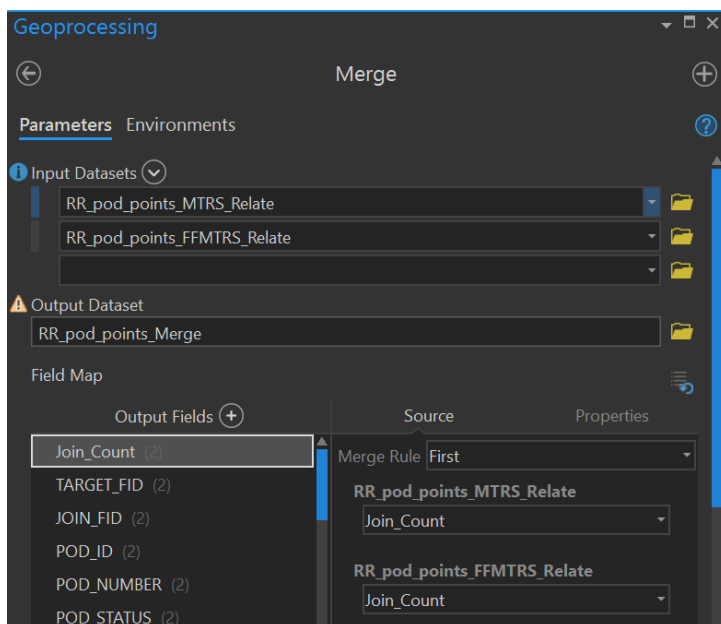 Geoprocessing
Merge
Parameters Environments
Input Datasets
RR_pod_points_MTRS_Relate
RR_pod_points_FFMTRS_Relate
Output Dataset
RR_pod_points_Merge
Field Map
Output Fields
Source Properties
Join_Count (2)
Merge Rule First
TARGET_FID (2)
RR_pod_points_MTRS_Relate
JOIN_FID (2)
Join_Count
POD_ID (2)
RR_pod_points_FFMTRS_Relate
POD_NUMBER (2)
Join_Count
POD_STATUS (2)